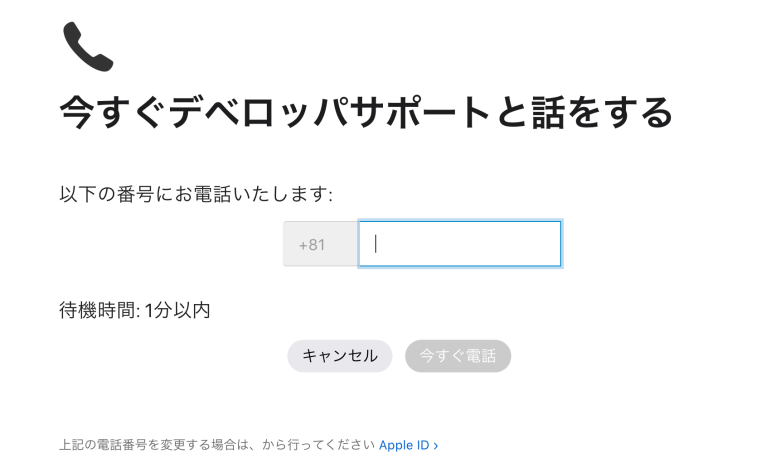 今すぐデベロッパサポートと話をする
以下の番号にお電話いたします:
+81
待機時間: 1分以内
キャンセル 今すぐ電話
上記の電話番号を変更する場合は、から行ってください Apple ID ›